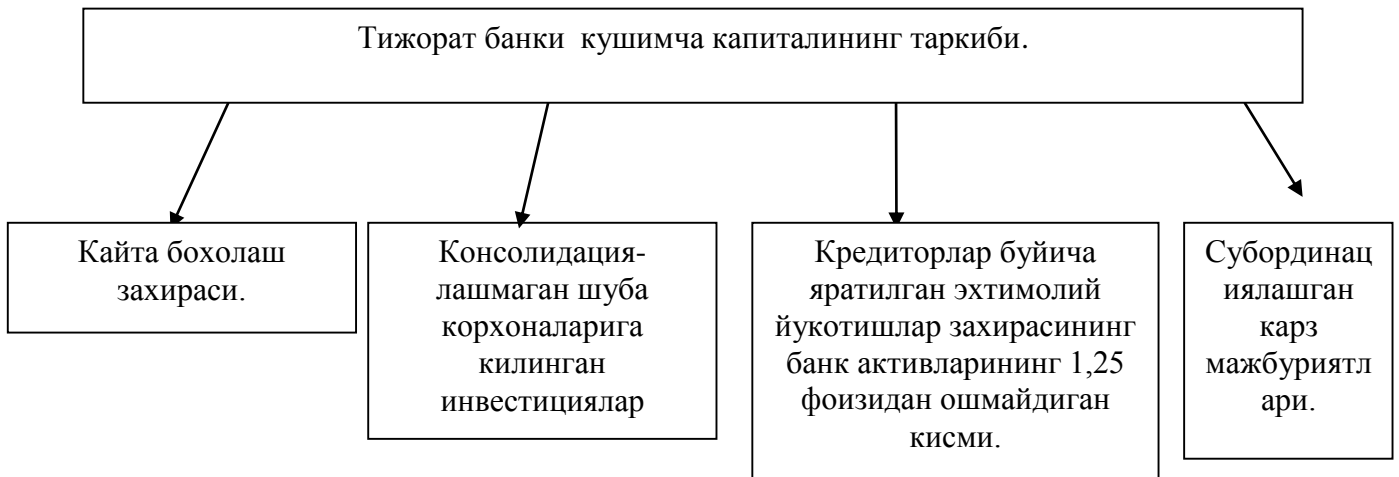 Тижорат банки кушимча капиталининг таркиби.
Кайта бохолаш
захираси.
Консолидация-
лашмаган шуба
корхоналарига
килинган
инвестициялар
Кредиторлар буйича
яратилган эхтимолий
йукотишлар захирасининг
банк активларининг 1,25
фоизидан ошмайдиган
кисми.
Субординац
иялашган
карз
мажбуриятл
ари.